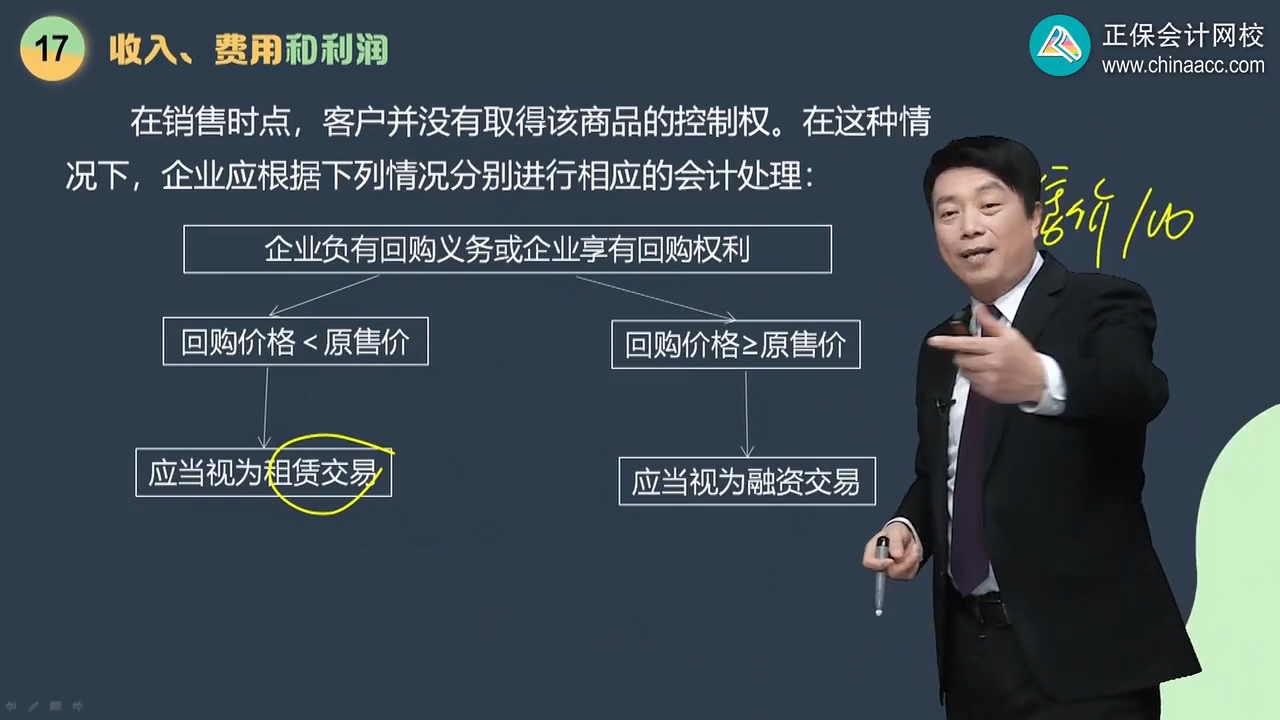 17
收入、费用和利润
正保会计网校
www.chinaacc.com
在销售时点，客户并没有取得该商品的控制权。在这种情
况下，企业应根据下列情况分别进行相应的会计处理：
售价100
企业负有回购义务或企业享有回购权利
回购价格＜原售价
回购价格≥原售价
应当视为租赁交易
应当视为融资交易